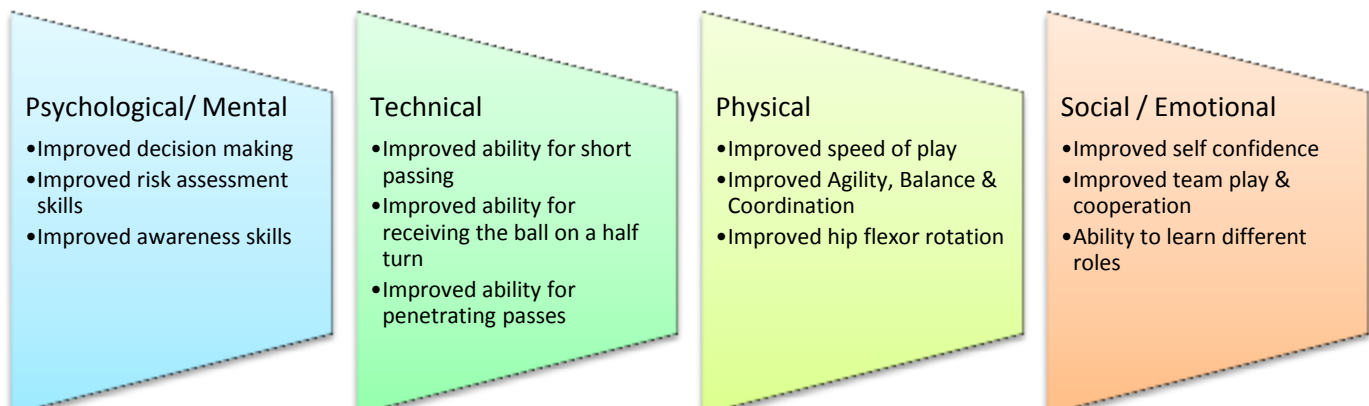 Psychological/ Mental
•Improved decision making
•Improved risk assessment
skills
•Improved awareness skills
Technical
•Improved ability for short
passing
•Improved ability for
receiving the ball on a half
turn
•Improved ability for
penetrating passes
Physical
•Improved speed of play
•Improved Agility, Balance &
Coordination
•Improved hip flexor rotation
Social / Emotional
•Improved self confidence
•Improved team play &
cooperation
•Ability to learn different
roles